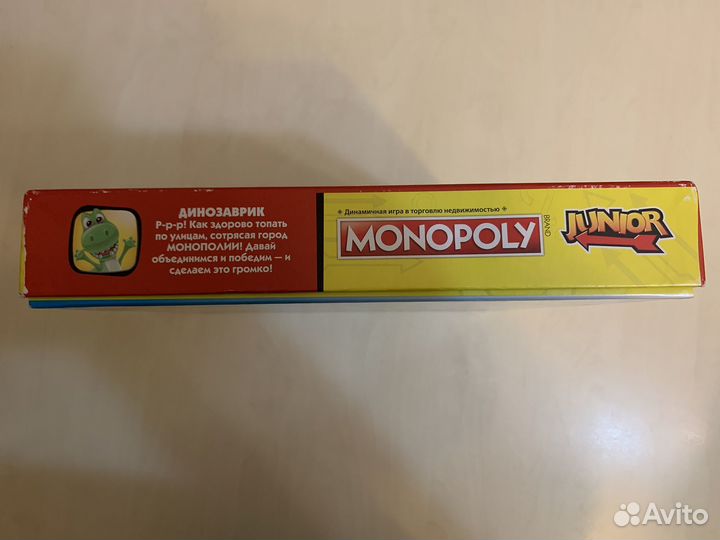 ДИНОЗАВРИК
Р-р-р! Как здорово топать
по улицам, сотрясая город
МОНОПОЛИИ! Давай
объединимся и победим — и
сделаем это громко!
Динамичная игра в торговлю недвижимостью
MONOPOLY
BRAND
JUNIOR
Avito